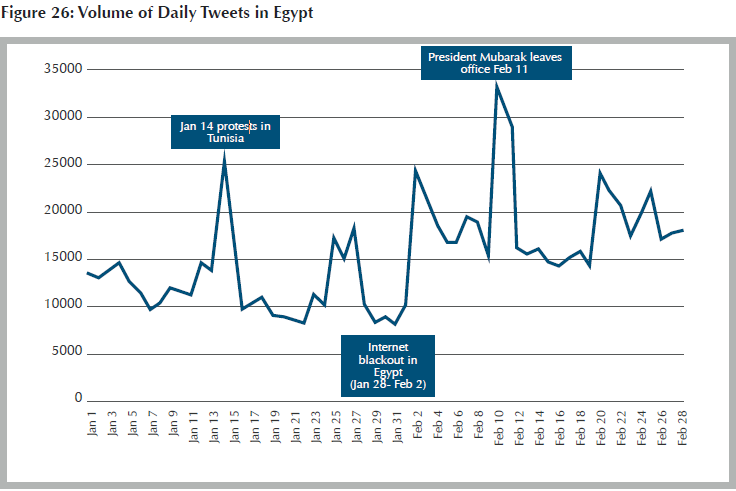 Figure 26: Volume of Daily Tweets in Egypt
President Mubarak leaves
office Feb 11
Jan 14 protests in
Tunisia
Internet
blackout in
Egypt
(Jan 28- Feb 2)
35000
30000
25000
20000
15000
10000
5000
0
Jan 1
Jan 3
Jan 5
Jan 7
Jan 9
Jan 11
Jan 13
Jan 15
Jan 17
Jan 19
Jan 21
Jan 23
Jan 25
Jan 27
Jan 29
Jan 31
Feb 2
Feb 4
Feb 6
Feb 8
Feb 10
Feb 12
Feb 14
Feb 16
Feb 18
Feb 20
Feb 22
Feb 24
Feb 26
Feb 28